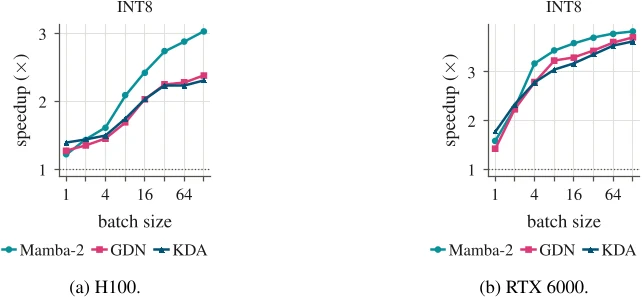 INT8
speedup (×)
3
2
1
1 4 16 64
batch size
Mamba-2 GDN KDA
(a) H100.
INT8
speedup (×)
3
2
1
1 4 16 64
batch size
Mamba-2 GDN KDA
(b) RTX 6000.